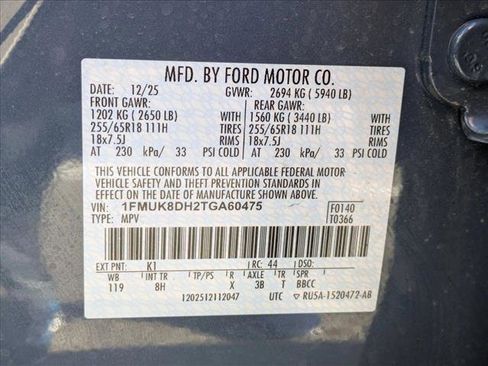 MFD. BY FORD MOTOR CO.
DATE: 12/25 GVWR: 2694 KG ( 5940 LB)
FRONT GAWR: REAR GAWR:
1202 KG ( 2650 LB) WITH 1560 KG ( 3440 LB) WITH
255/65R18 111H TIRES 255/65R18 111H TIRES
18x7.5J RIMS 18x7.5J RIMS
AT 230 kPa/ 33 PSI COLD AT 230 kPa/ 33 PSI COLD
THIS VEHICLE CONFORMS TO ALL APPLICABLE FEDERAL MOTOR
VEHICLE SAFETY AND THEFT PREVENTION STANDARDS IN EFFECT
ON THE DATE OF MANUFACTURE SHOWN ABOVE.
VIN: 1FMUK8DH2TGA60475 F0140
TYPE: MPV T0366
EXT PNT: K1 RC: 44 DSO:
WB INT TR TP/PS R AXLE TR S
119 8H X 3B T BBCC
1202512112047 UTC RU5A-1520472-AB